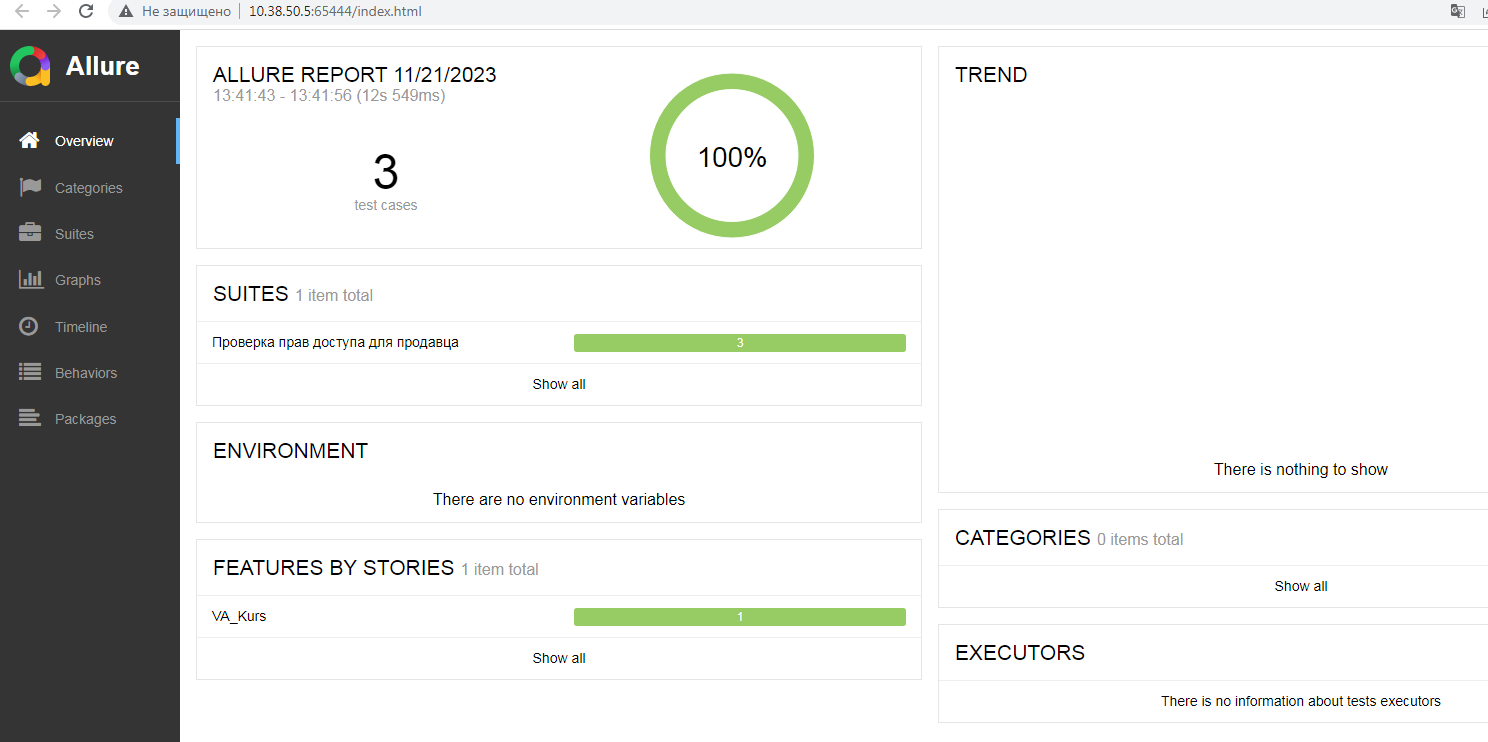 Не защищено 10.38.50.5:65444/index.html
Allure
Overview
Categories
Suites
Graphs
Timeline
Behaviors
Packages
ALLURE REPORT 11/21/2023
13:41:43 - 13:41:56 (12s 549ms)
3
test cases
100%
SUITES 1 item total
Проверка прав доступа для продавца 3
Show all
ENVIRONMENT
There are no environment variables
FEATURES BY STORIES 1 item total
VA_Kurs 1
Show all
TREND
There is nothing to show
CATEGORIES 0 items total
Show all
EXECUTORS
There is no information about tests executors